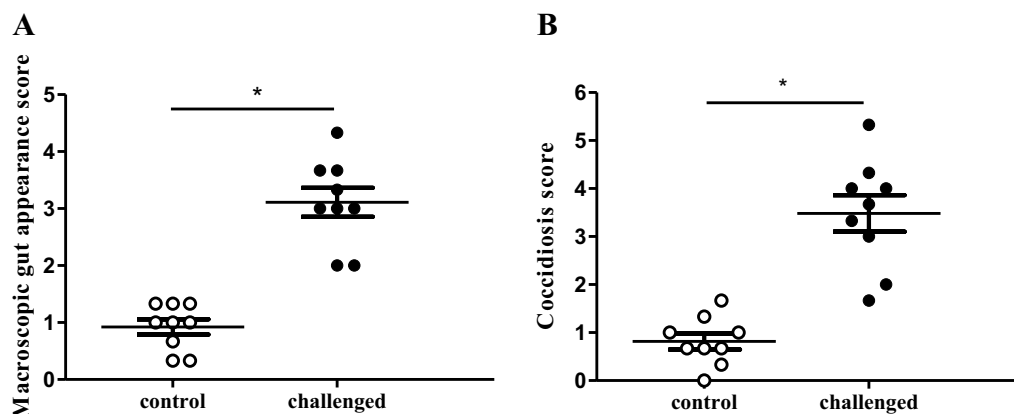 A
Macroscopic gut appearance score
5
4
3
2
1
0
*
control
challenged
B
Coccidiosis score
6
5
4
3
2
1
0
*
control
challenged